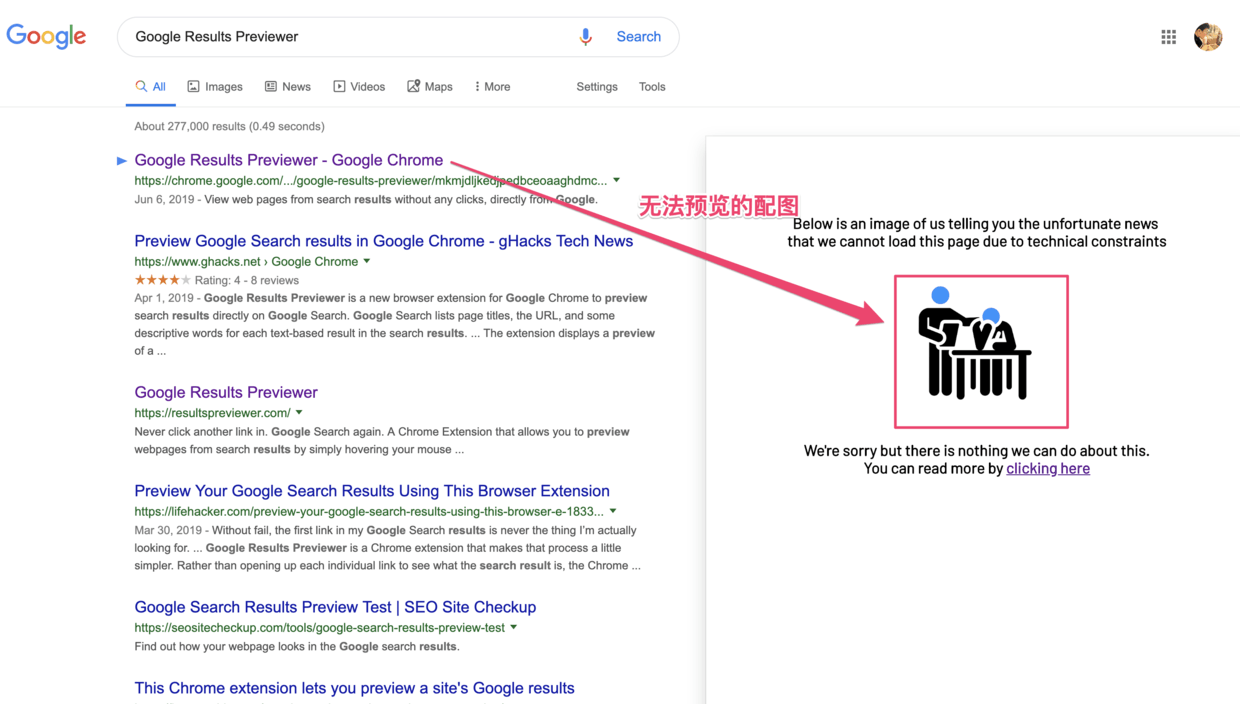 Google
Google Results Previewer
Search
All Images News Videos Maps More Settings Tools
About 277,000 results (0.49 seconds)
Google Results Previewer - Google Chrome
https://chrome.google.com/.../google-results-previewer/mkmjdljkedjpedbceoaaghdmc...
Jun 6, 2019 - View web pages from search results without any clicks, directly from Google.
Preview Google Search results in Google Chrome - gHacks Tech News
https://www.ghacks.net › Google Chrome
Rating: 4 - 8 reviews
Apr 1, 2019 - Google Results Previewer is a new browser extension for Google Chrome to preview
search results directly on Google Search. Google Search lists page titles, the URL, and some
descriptive words for each text-based result in the search results. ... The extension displays a preview
of a ...
Google Results Previewer
https://resultspreviewer.com/
Never click another link in. Google Search again. A Chrome Extension that allows you to preview
webpages from search results by simply hovering your mouse ...
Preview Your Google Search Results Using This Browser Extension
https://lifehacker.com/preview-your-google-search-results-using-this-browser-e-1833...
Mar 30, 2019 - Without fail, the first link in my Google Search results is never the thing I'm actually
looking for. ... Google Results Previewer is a Chrome extension that makes that process a little
simpler. Rather than opening up each individual link to see what the search result is, the Chrome ...
Google Search Results Preview Test | SEO Site Checkup
https://seositecheckup.com/tools/google-search-results-preview-test
Find out how your webpage looks in the Google search results.
This Chrome extension lets you preview a site's Google results
无法预览的配图
Below is an image of us telling you the unfortunate news
that we cannot load this page due to technical constraints
We're sorry but there is nothing we can do about this.
You can read more by clicking here